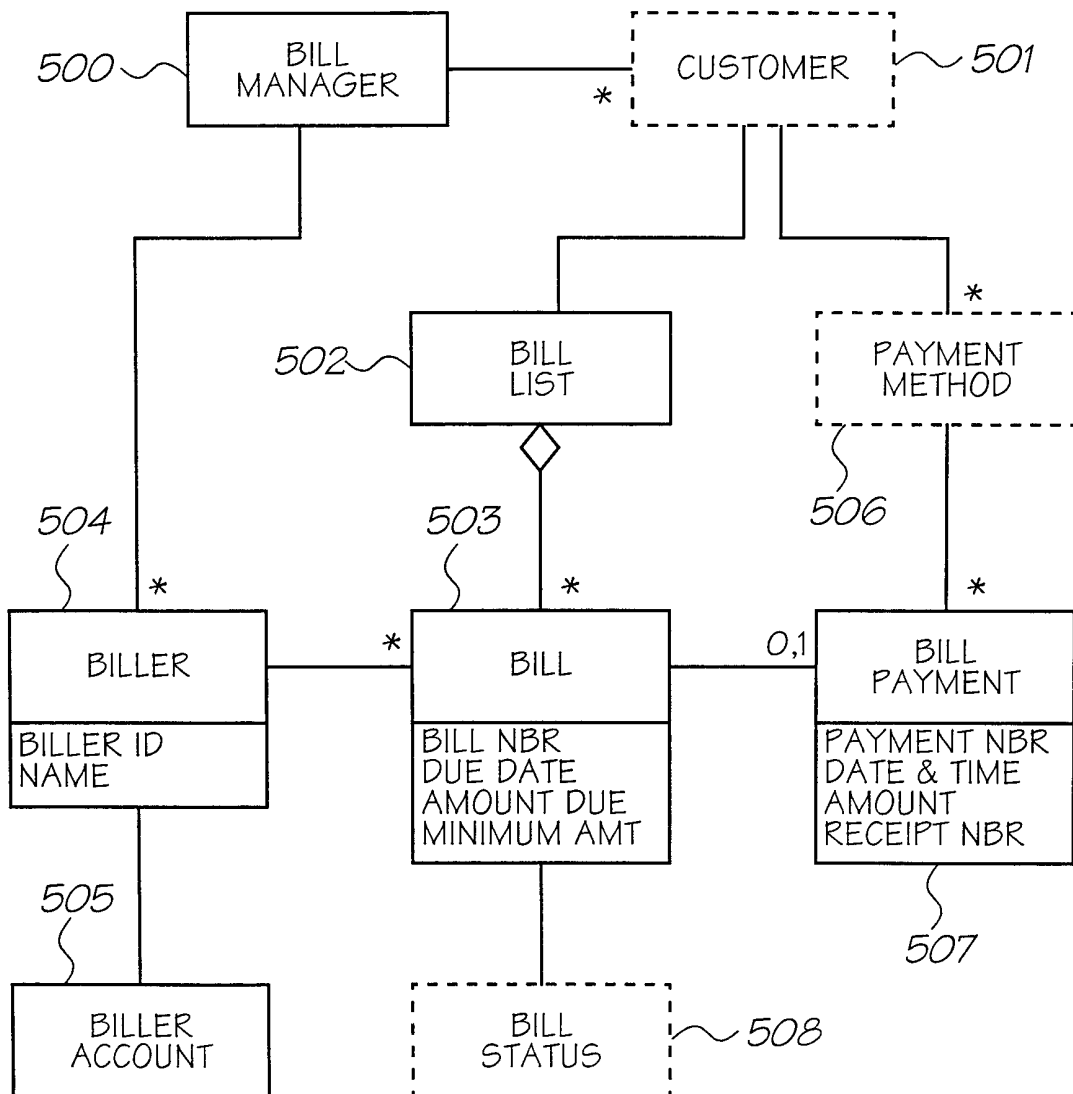 500
BILL
MANAGER
*
CUSTOMER
501
502
BILL
LIST
*
PAYMENT
METHOD
506
504
*
BILLER
BILLER ID
NAME
503
*
*
BILL
BILL NBR
DUE DATE
AMOUNT DUE
MINIMUM AMT
*
0,1
BILL
PAYMENT
PAYMENT NBR
DATE & TIME
AMOUNT
RECEIPT NBR
507
505
BILLER
ACCOUNT
BILL
STATUS
508